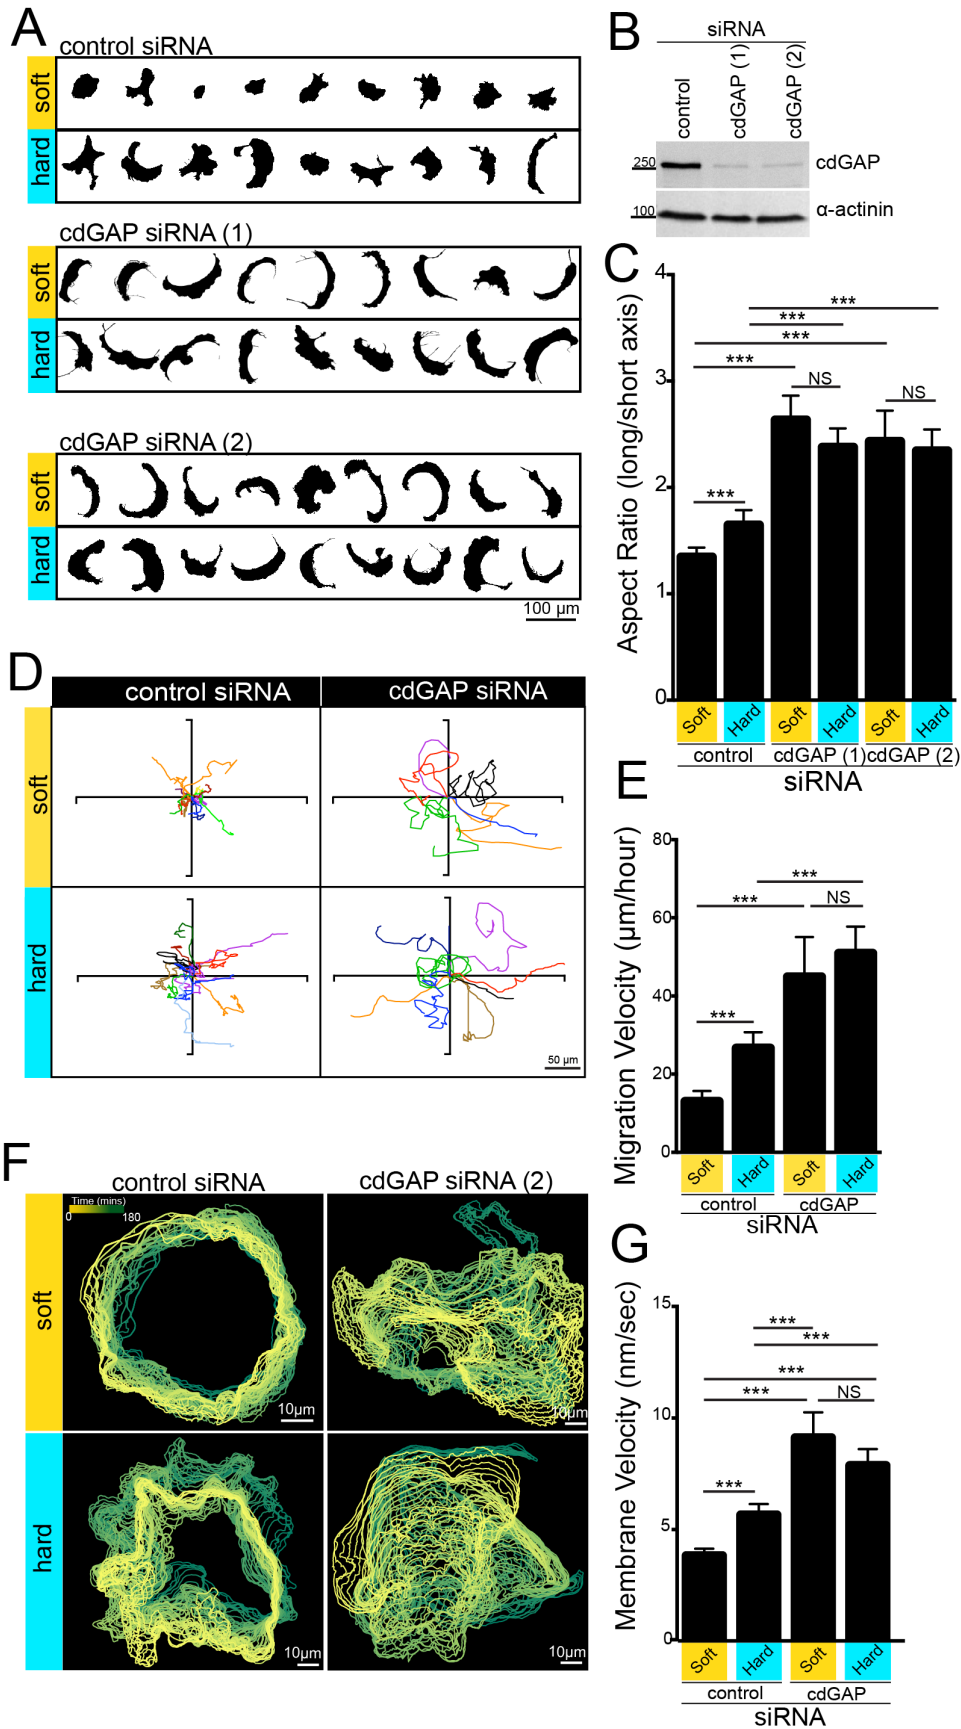 A
control siRNA
soft
hard
cdGAP siRNA (1)
soft
hard
cdGAP siRNA (2)
soft
hard
100 µm
B
siRNA
control
cdGAP (1)
cdGAP (2)
250
cdGAP
100
α-actinin
C
Aspect Ratio (long/short axis)
4
3
2
1
0
***
***
***
***
***
NS
NS
Soft
Hard
Soft
Hard
Soft
Hard
control
cdGAP (1)
cdGAP (2)
siRNA
D
control siRNA
cdGAP siRNA
soft
hard
50 µm
E
Migration Velocity (µm/hour)
80
60
40
20
0
***
***
NS
***
Soft
Hard
Soft
Hard
control
cdGAP
siRNA
F
control siRNA
cdGAP siRNA (2)
Time (mins)
0
180
soft
10µm
10µm
hard
10µm
10µm
G
Membrane Velocity (nm/sec)
15
10
5
0
***
***
***
***
NS
***
Soft
Hard
Soft
Hard
control
cdGAP
siRNA